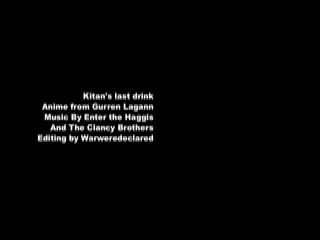 Kitan's last drink
Anime from Gurren Lagann
Music By Enter the Haggis
And The Clancy Brothers
Editing by Warweredeclared